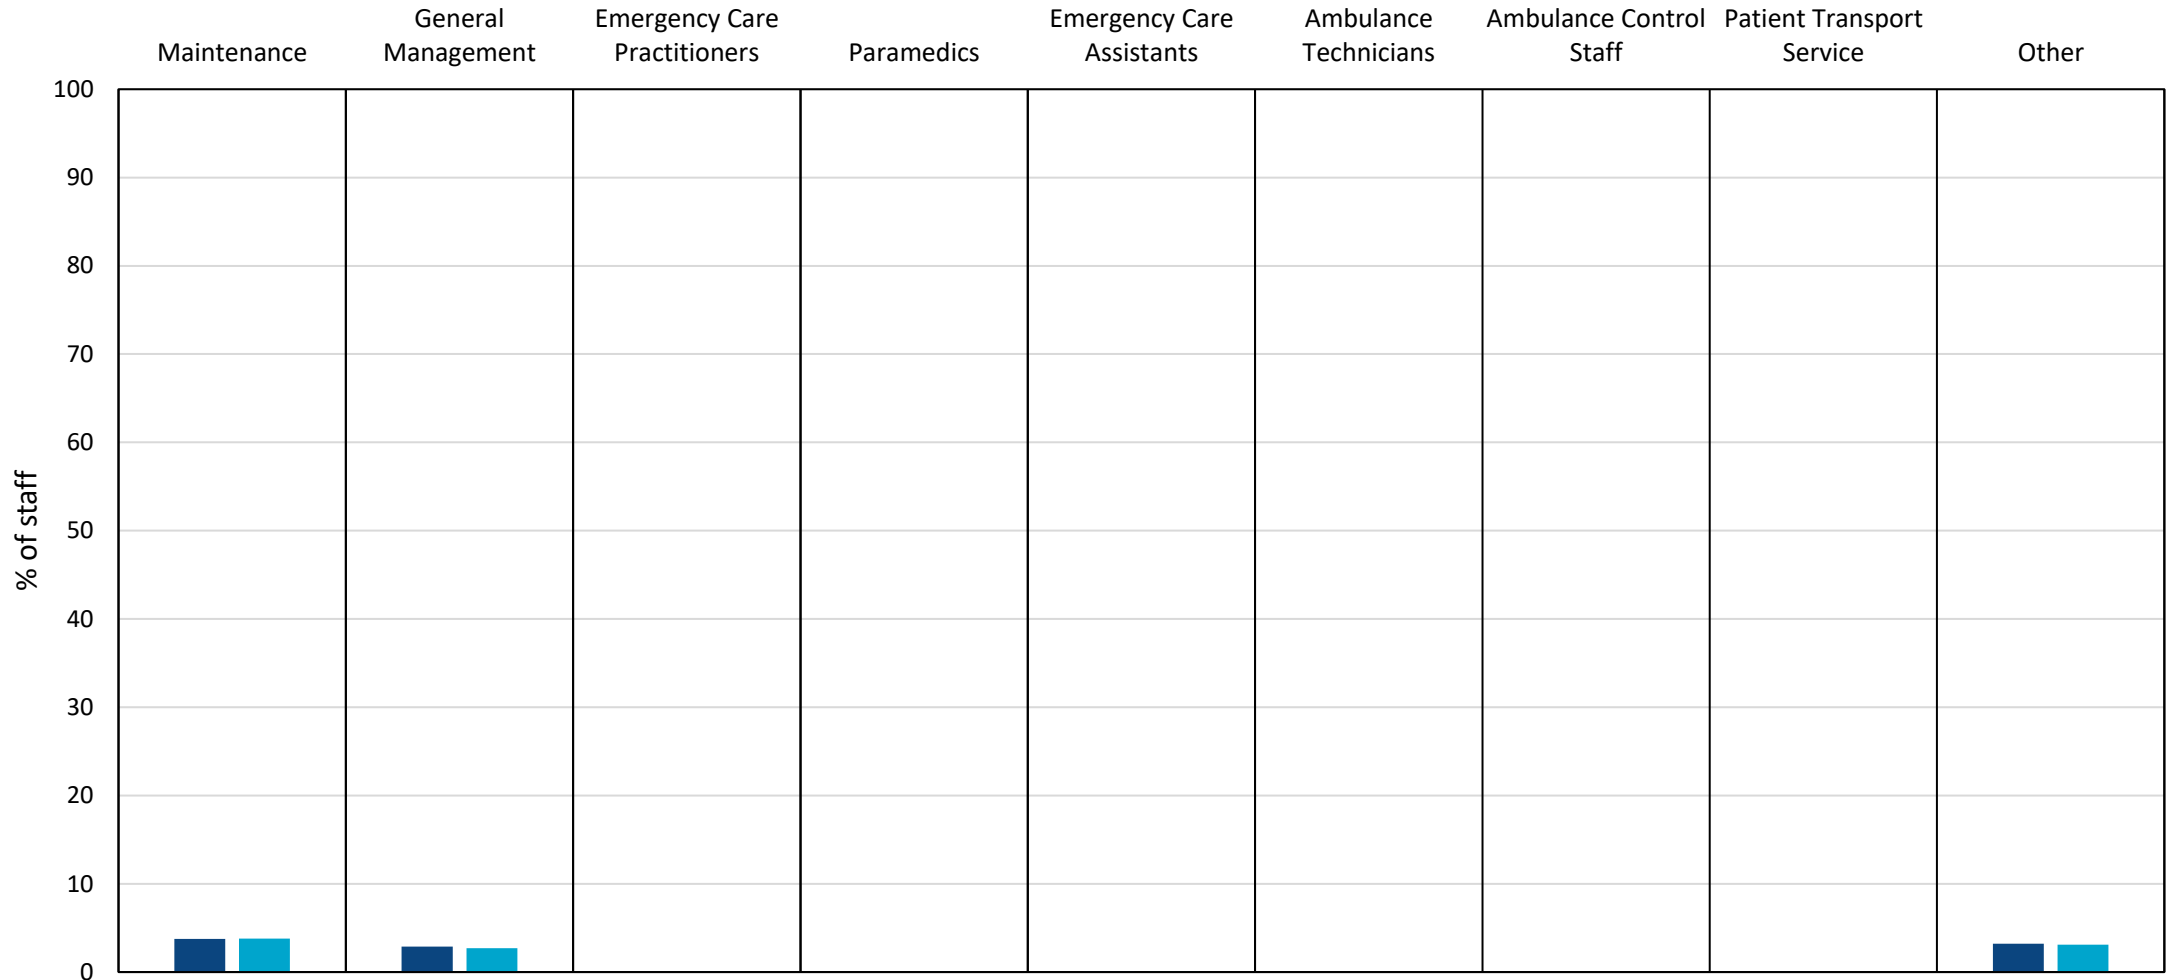 Maintenance
General
Management
Emergency Care
Practitioners
Paramedics
Emergency Care
Assistants
Ambulance
Technicians
Ambulance Control
Staff
Patient Transport
Service
Other
100
90
80
70
60
50
40
30
20
10
0
% of staff